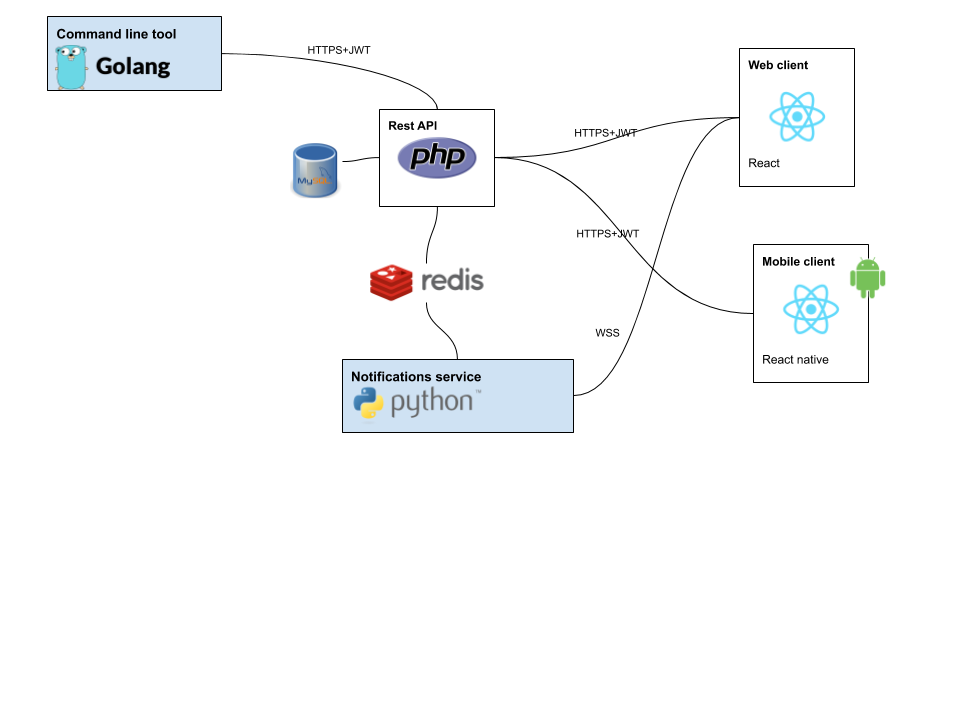 Command line tool
Golang
HTTPS+JWT
Rest API
php
MySQL
HTTPS+JWT
Web client
React
HTTPS+JWT
Mobile client
React native
redis
WSS
Notifications service
python™